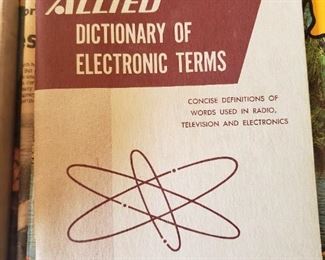 ALLIED
DICTIONARY OF
ELECTRONIC TERMS
CONCISE DEFINITIONS OF
WORDS USED IN RADIO,
TELEVISION AND ELECTRONICS